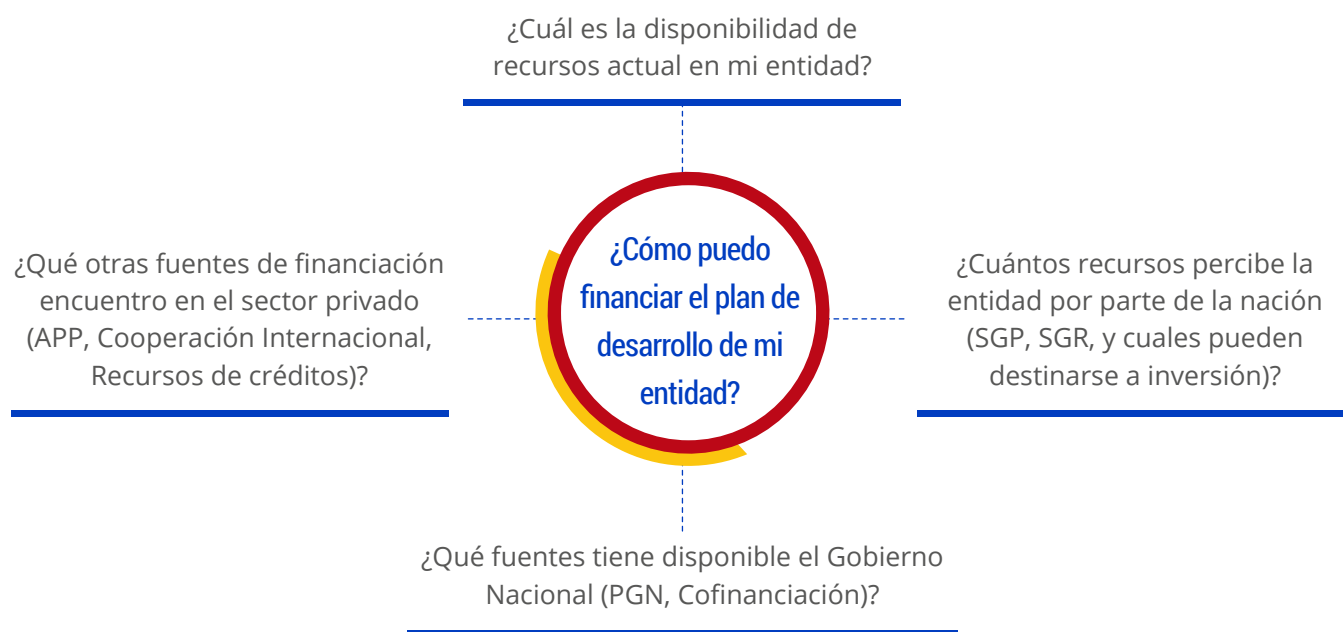 ¿Cuál es la disponibilidad de
recursos actual en mi entidad?
¿Qué otras fuentes de financiación
encuentro en el sector privado
(APP, Cooperación Internacional,
Recursos de créditos)?
¿Cómo puedo
financiar el plan de
desarrollo de mi
entidad?
¿Cuántos recursos percibe la
entidad por parte de la nación
(SGP, SGR, y cuales pueden
destinarse a inversión)?
¿Qué fuentes tiene disponible el Gobierno
Nacional (PGN, Cofinanciación)?